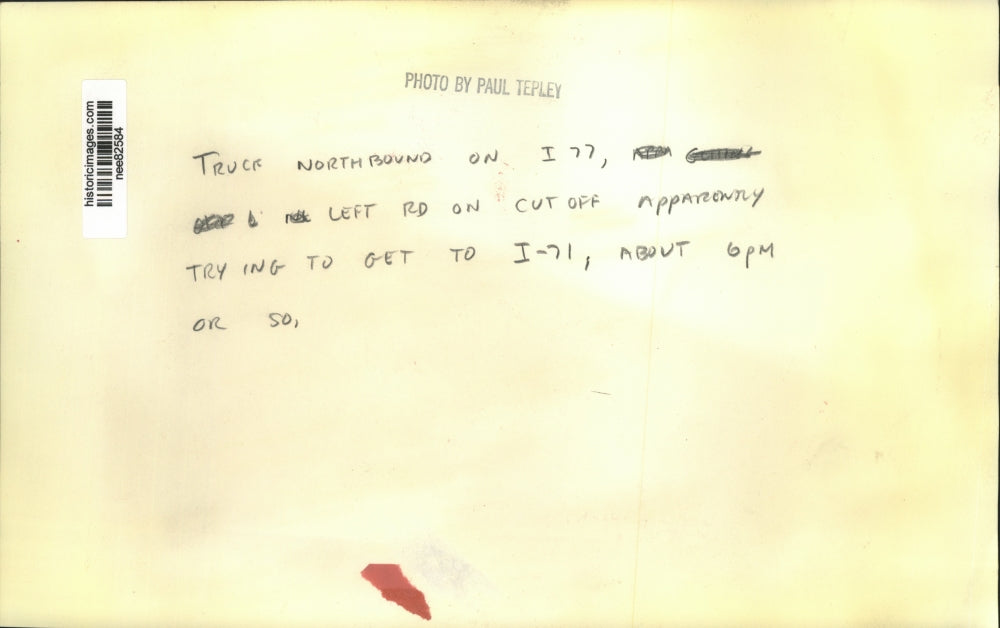 PHOTO BY PAUL TEPLEY
historicimages.com
nee82584
TRUCK NORTHBOUND ON I 77,
LEFT RD ON CUT OFF APPARENTLY
TRYING TO GET TO I-71, ABOUT 6PM
OR SO,